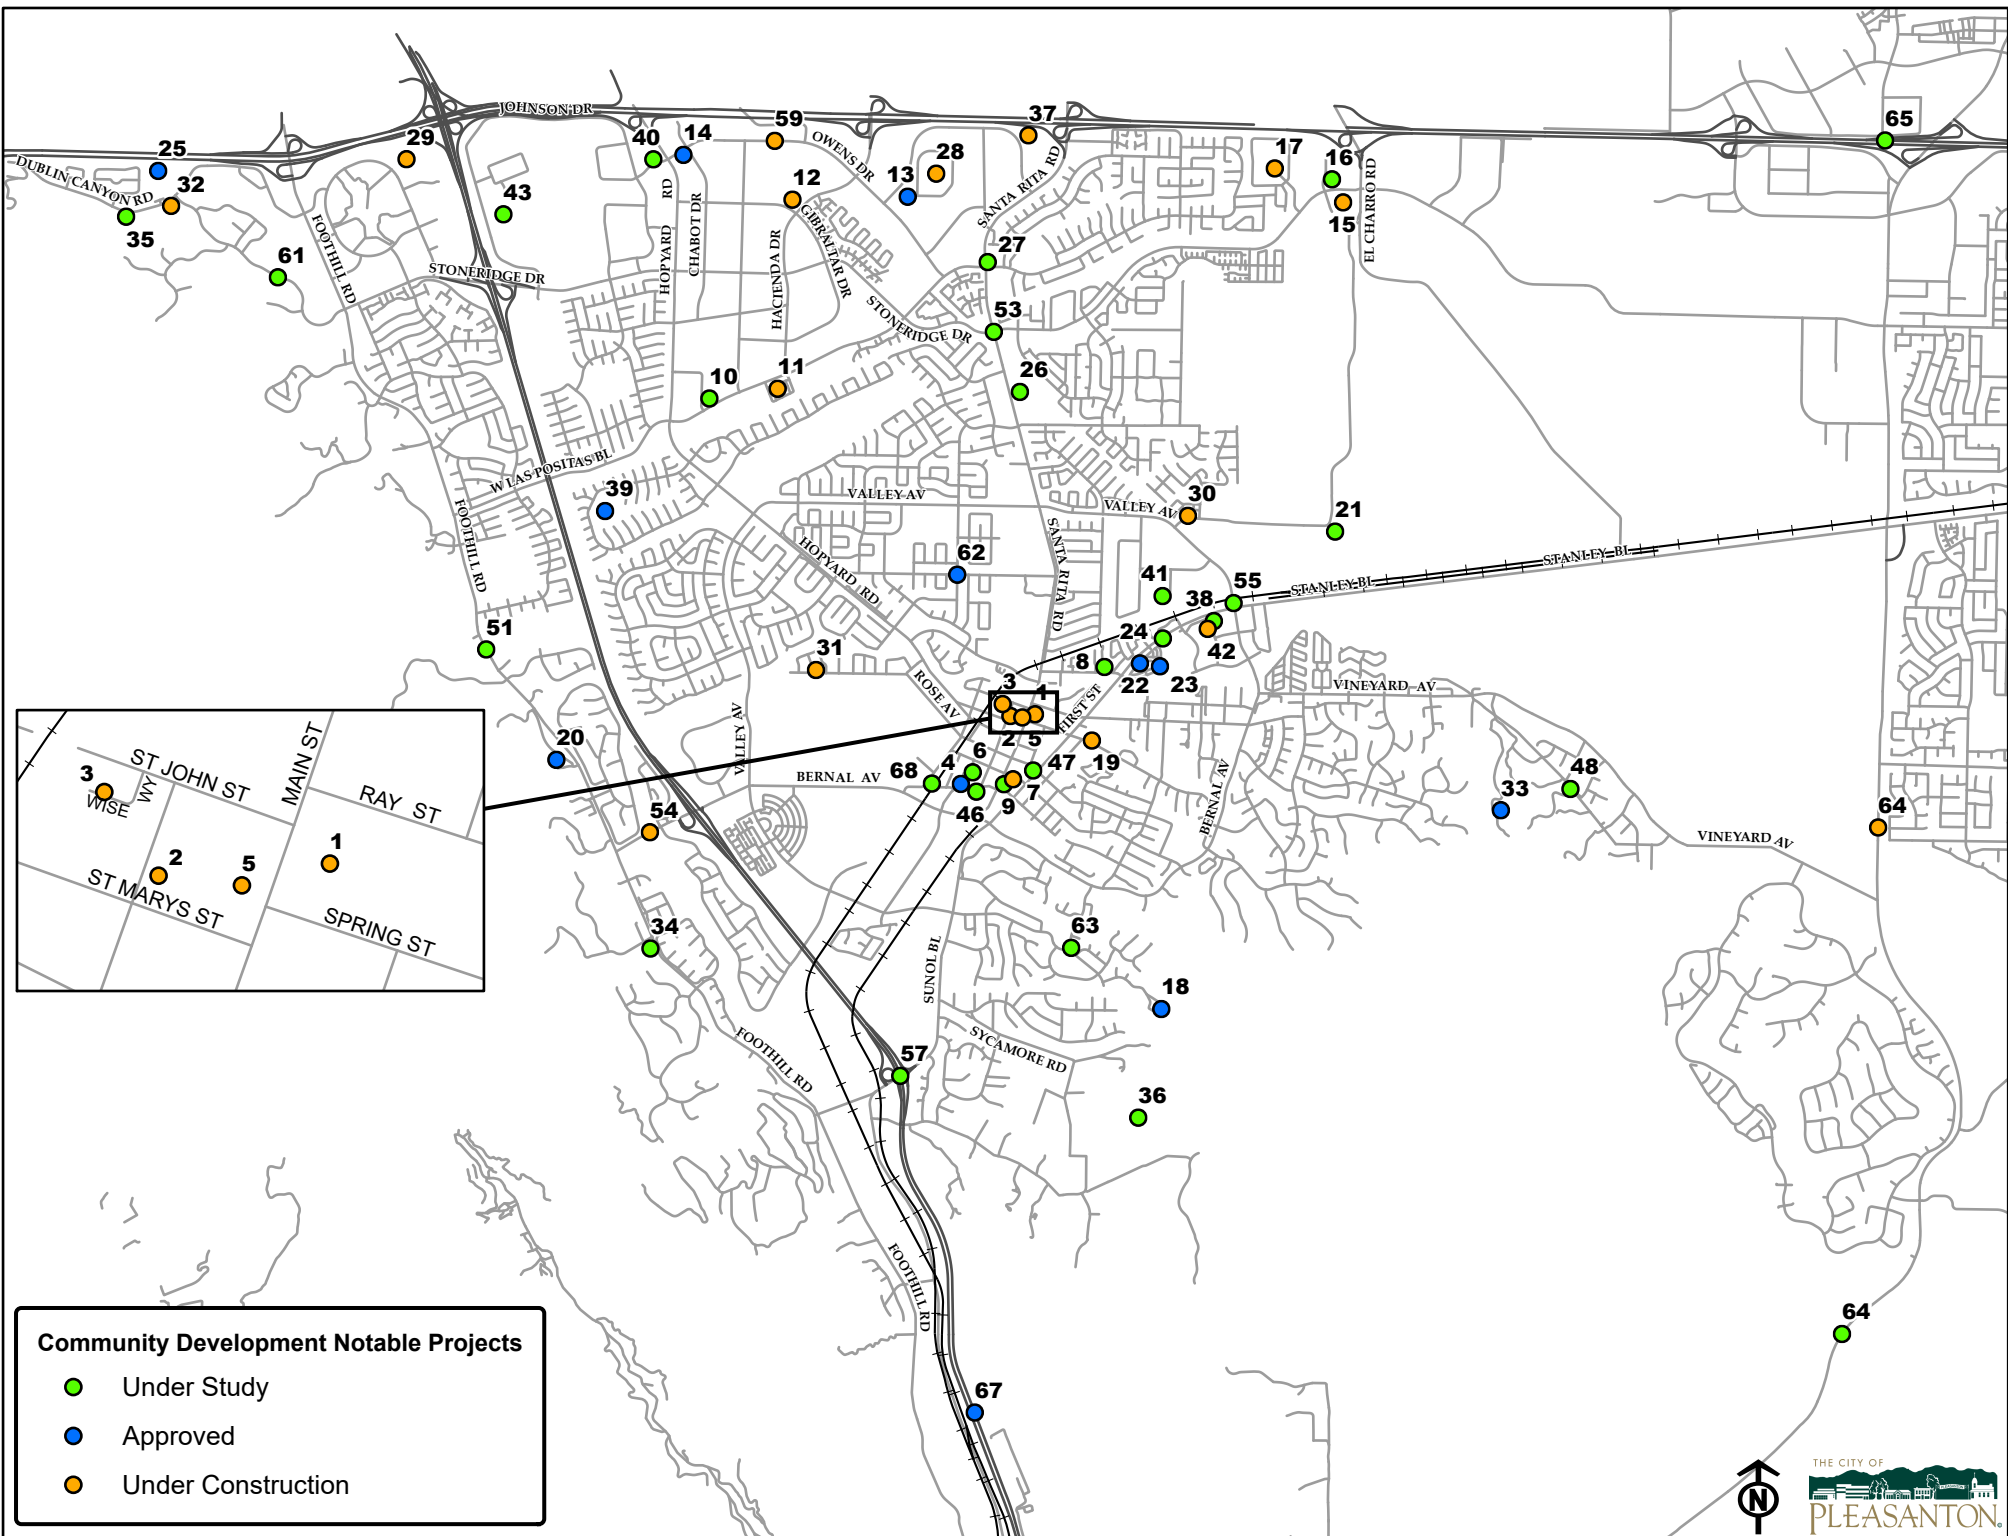 JOHNSON DR
59
37
65
25
29
40
14
OWENS DR
28
17
16
DUBLIN CANYON RD
32
43
RD
12
13
SANTA RITA RD
EL CHARRO RD
35
FOOTHILL RD
CHABOT DR
GIBRALTAR DR
15
61
STONERIDGE DR
HOPYARD
HACIENDA DR
27
STONERIDGE DR
53
10
11
26
W LAS POSITAS BL
39
VALLEY AV
VALLEY AV
30
21
FOOTHILL RD
HOPYARD RD
62
SANTA RITA RD
STANLEY BL
STANLEY BL
41
38
55
51
24
42
31
8
22
23
ROSE AV
3
1
FIRST ST
VINEYARD AV
2
5
20
VALLEY AV
19
BERNAL AV
68
4
6
47
7
9
46
BERNAL AV
33
48
64
VINEYARD AV
54
ST JOHN ST
MAIN ST
3
WISE WY
RAY ST
2
5
1
ST MARYS ST
SPRING ST
34
63
SUNOL BL
18
FOOTHILL RD
SYCAMORE RD
57
36
FOOTHILL RD
64
67
Community Development Notable Projects
Under Study
Approved
Under Construction
N
THE CITY OF
PLEASANTON.